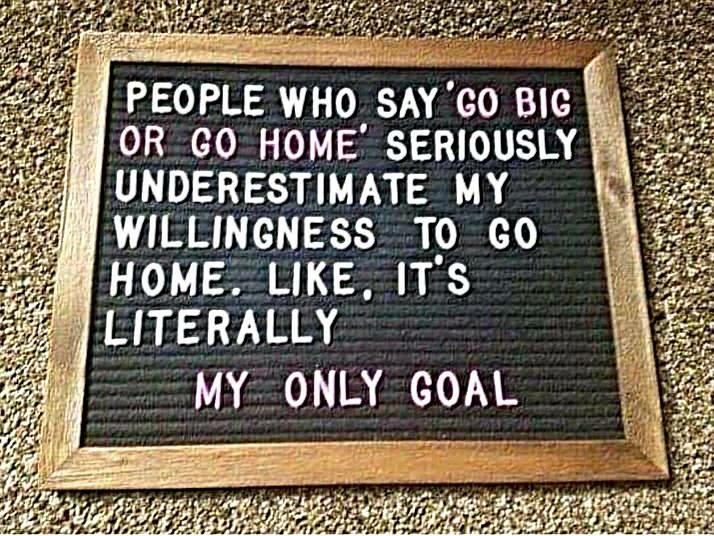 PEOPLE WHO SAY 'GO BIG
OR GO HOME' SERIOUSLY
UNDERESTIMATE MY
WILLINGNESS TO GO
HOME. LIKE, IT'S
LITERALLY
MY ONLY GOAL